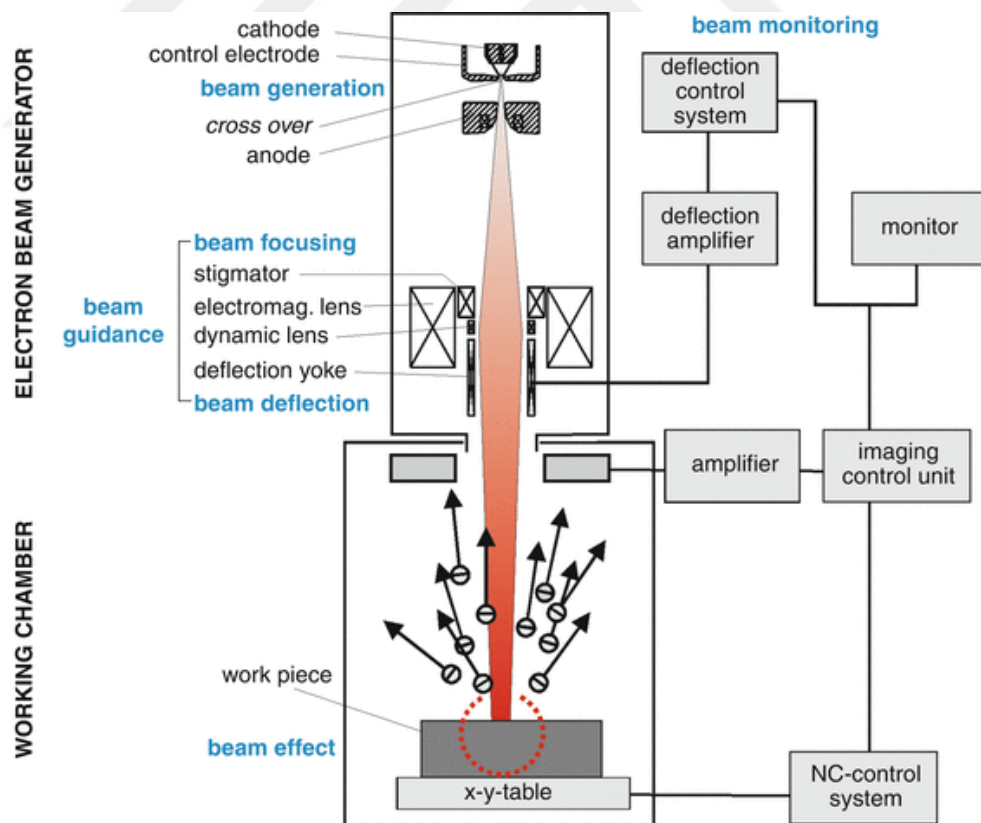 ELECTRON BEAM GENERATOR
WORKING CHAMBER
cathode
control electrode
beam generation
cross over
anode
beam focusing
stigmator
electromag. lens
dynamic lens
deflection yoke
beam deflection
beam
guidance
work piece
beam effect
x-y-table
beam monitoring
deflection
control
system
deflection
amplifier
monitor
amplifier
imaging
control unit
NC-control
system